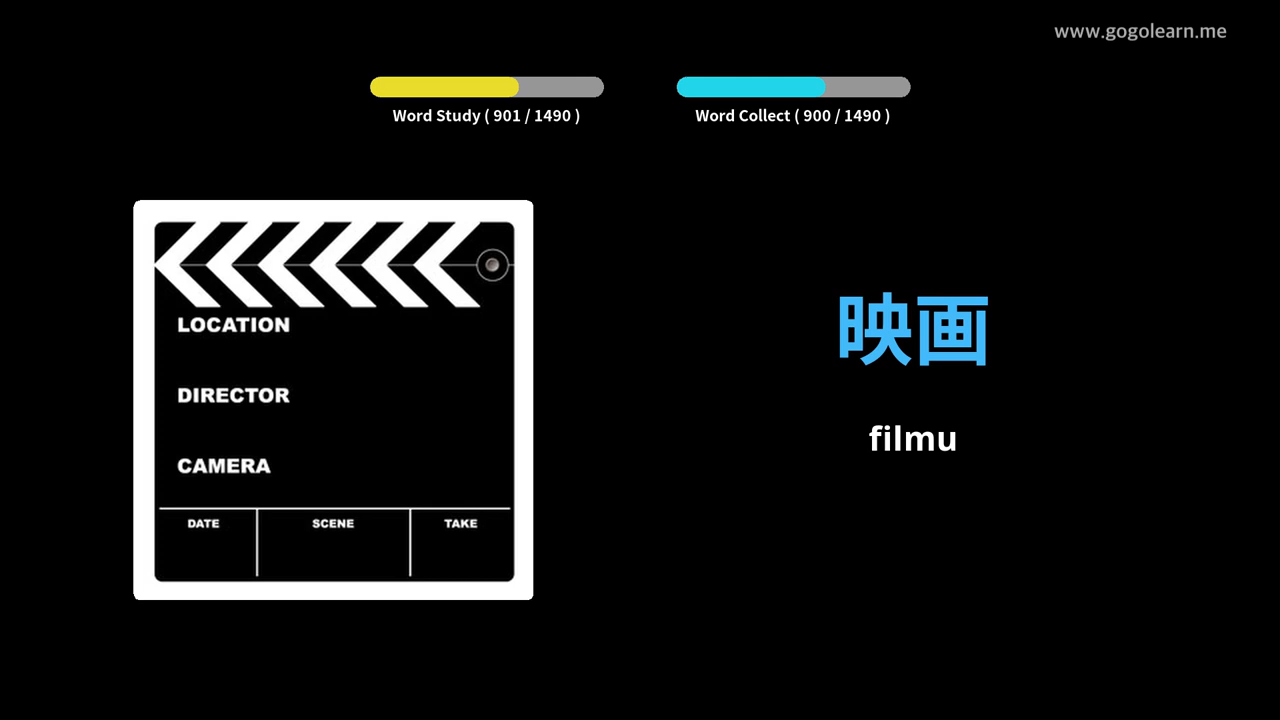 www.gogolearn.me
Word Study ( 901 / 1490 )
Word Collect ( 900 / 1490 )
LOCATION
DIRECTOR
CAMERA
DATE
SCENE
TAKE
映画
filmu